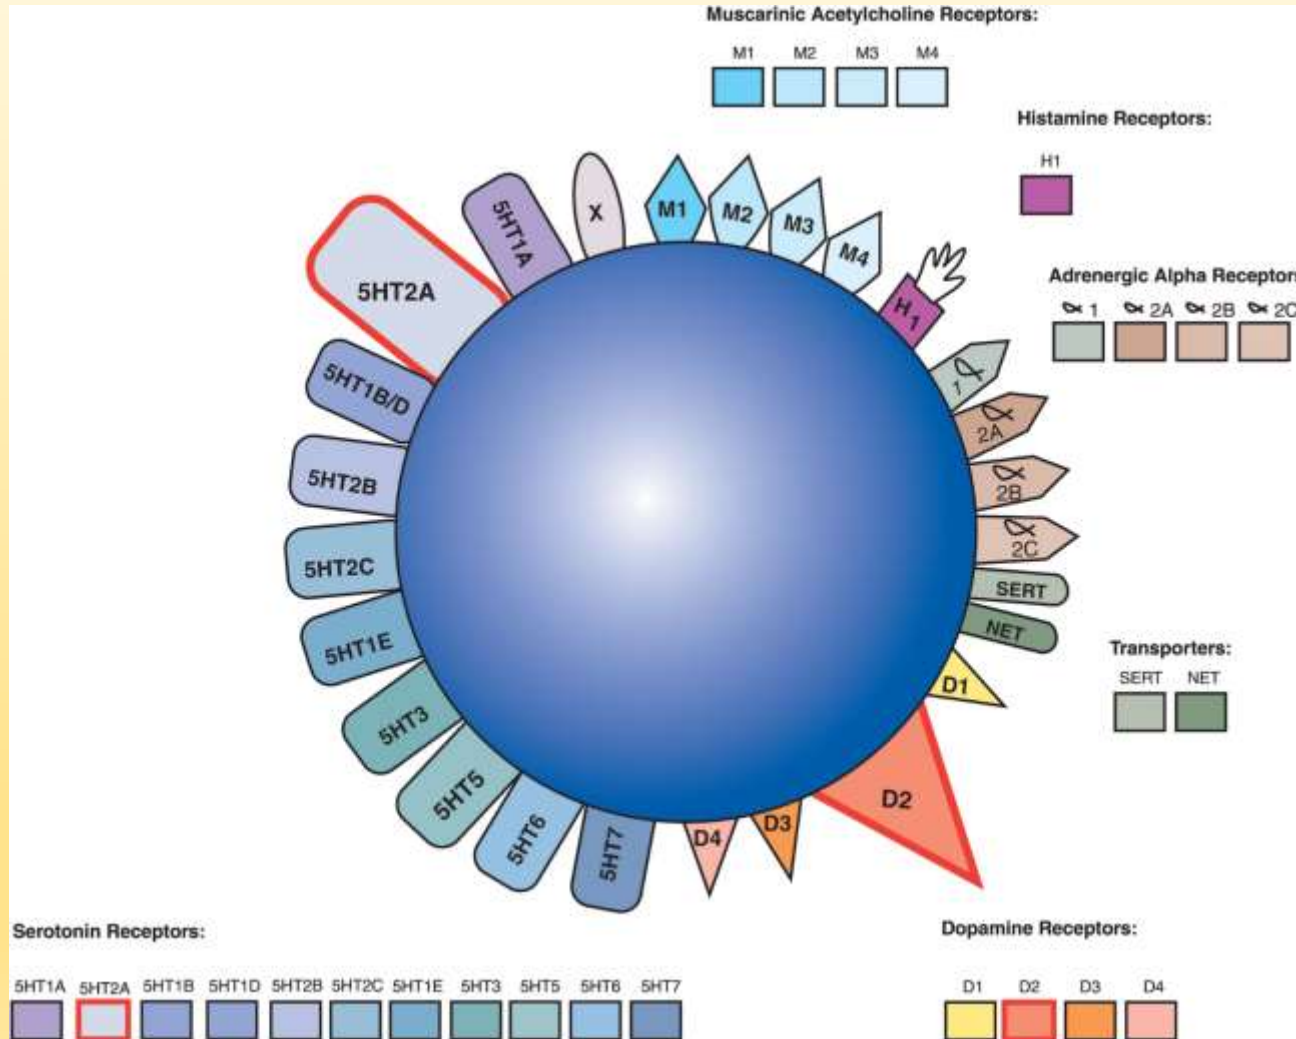 Muscarinic Acetylcholine Receptors:
M1 M2 M3 M4
Histamine Receptors:
H1
Adrenergic Alpha Receptors
α 1 α 2A α 2B α 2C
X
M1
M2
M3
M4
H1
5HT1A
5HT2A
5HT1B/D
5HT2B
5HT2C
5HT1E
5HT3
5HT5
5HT6
5HT7
α 1
α 2A
α 2B
α 2C
SERT
NET
D1
D2
D3
D4
Transporters:
SERT NET
Serotonin Receptors:
5HT1A 5HT2A 5HT1B 5HT1D 5HT2B 5HT2C 5HT1E 5HT3 5HT5 5HT6 5HT7
Dopamine Receptors:
D1 D2 D3 D4